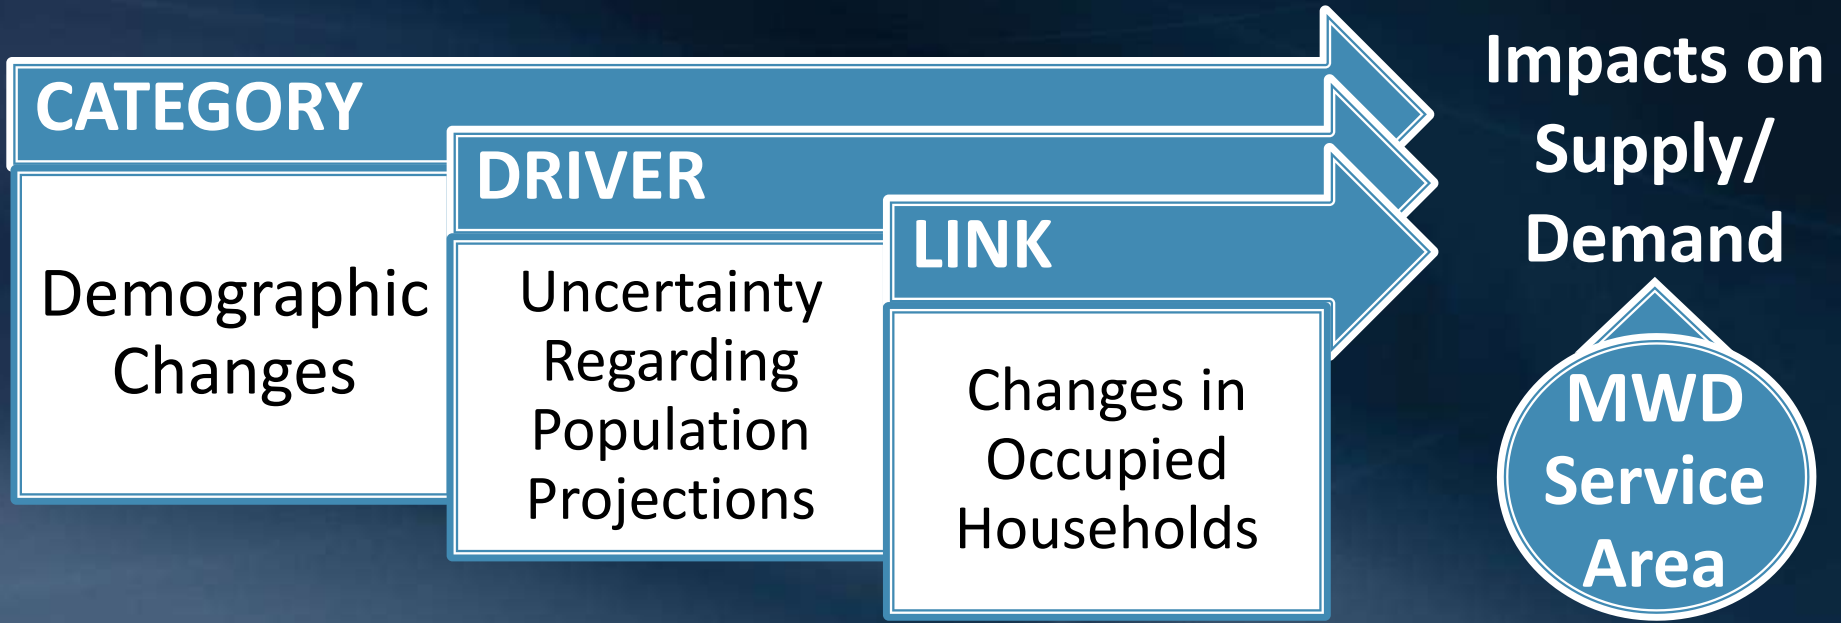 CATEGORY
Demographic
Changes
DRIVER
Uncertainty
Regarding
Population
Projections
LINK
Changes in
Occupied
Households
Impacts on
Supply/
Demand
MWD
Service
Area